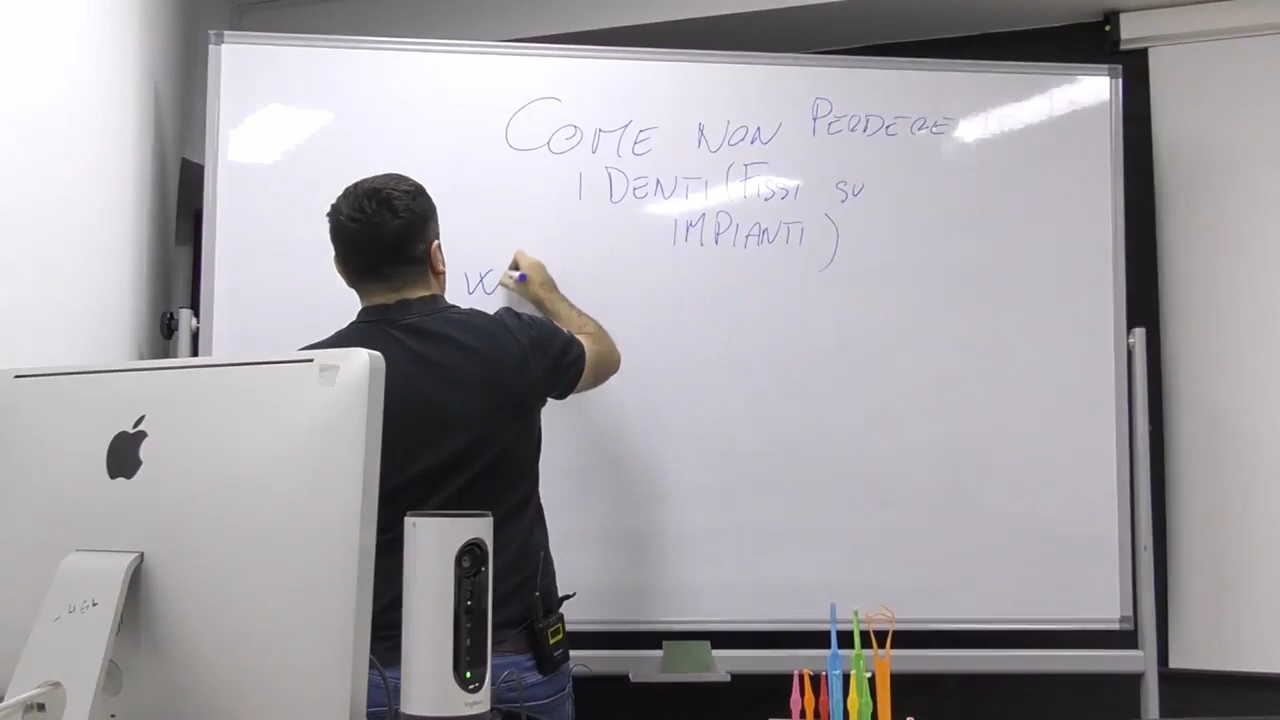 COME NON PERDERE
I DENTI (FISSI SU
IMPIANTI)